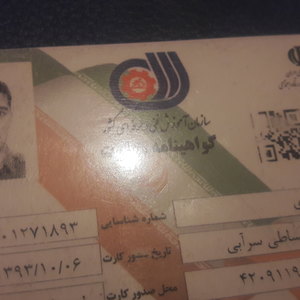 سازمان آموزش فنی و حرفه‌ای کشور
گواهینامه
شماره شناسایی
۰۱۲۷۱۸۹۳
تاریخ صدور کارت
۳۹۳/۱۰/۰۶
ساطی سرآبی
محل صدور کارت
۴۲۰۹۱۱۹